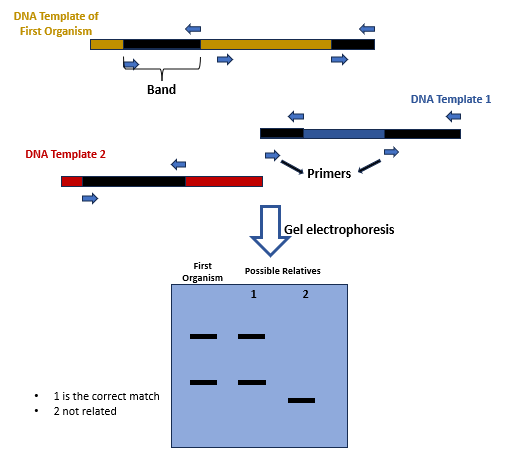 DNA Template of
First Organism
Band
DNA Template 1
DNA Template 2
Primers
Gel electrophoresis
First
Organism
Possible Relatives
1
2
• 1 is the correct match
• 2 not related